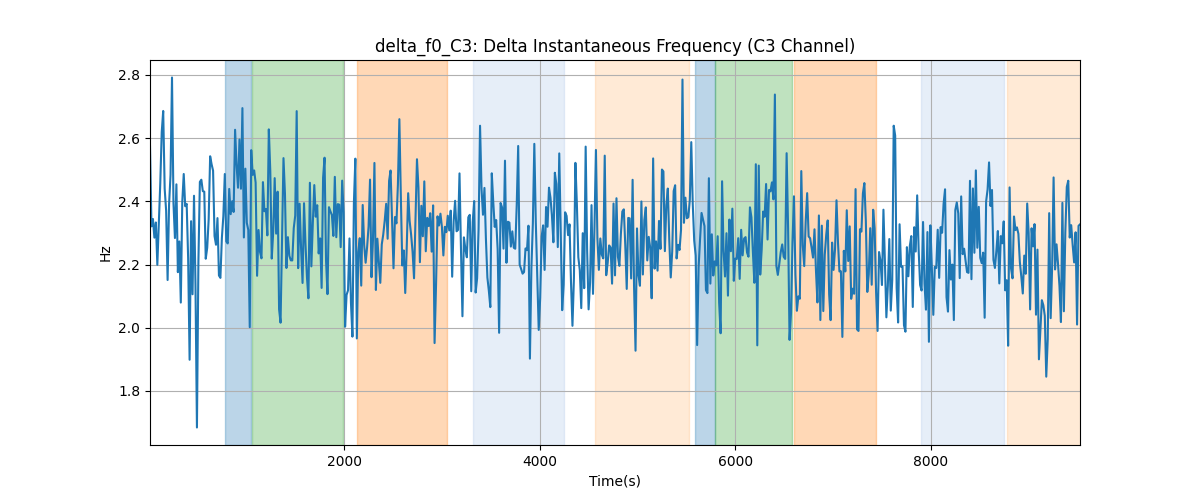 delta_f0_C3: Delta Instantaneous Frequency (C3 Channel)
2.8
2.6
2.4
2.2
2.0
1.8
Hz
2000 4000 6000 8000
Time(s)